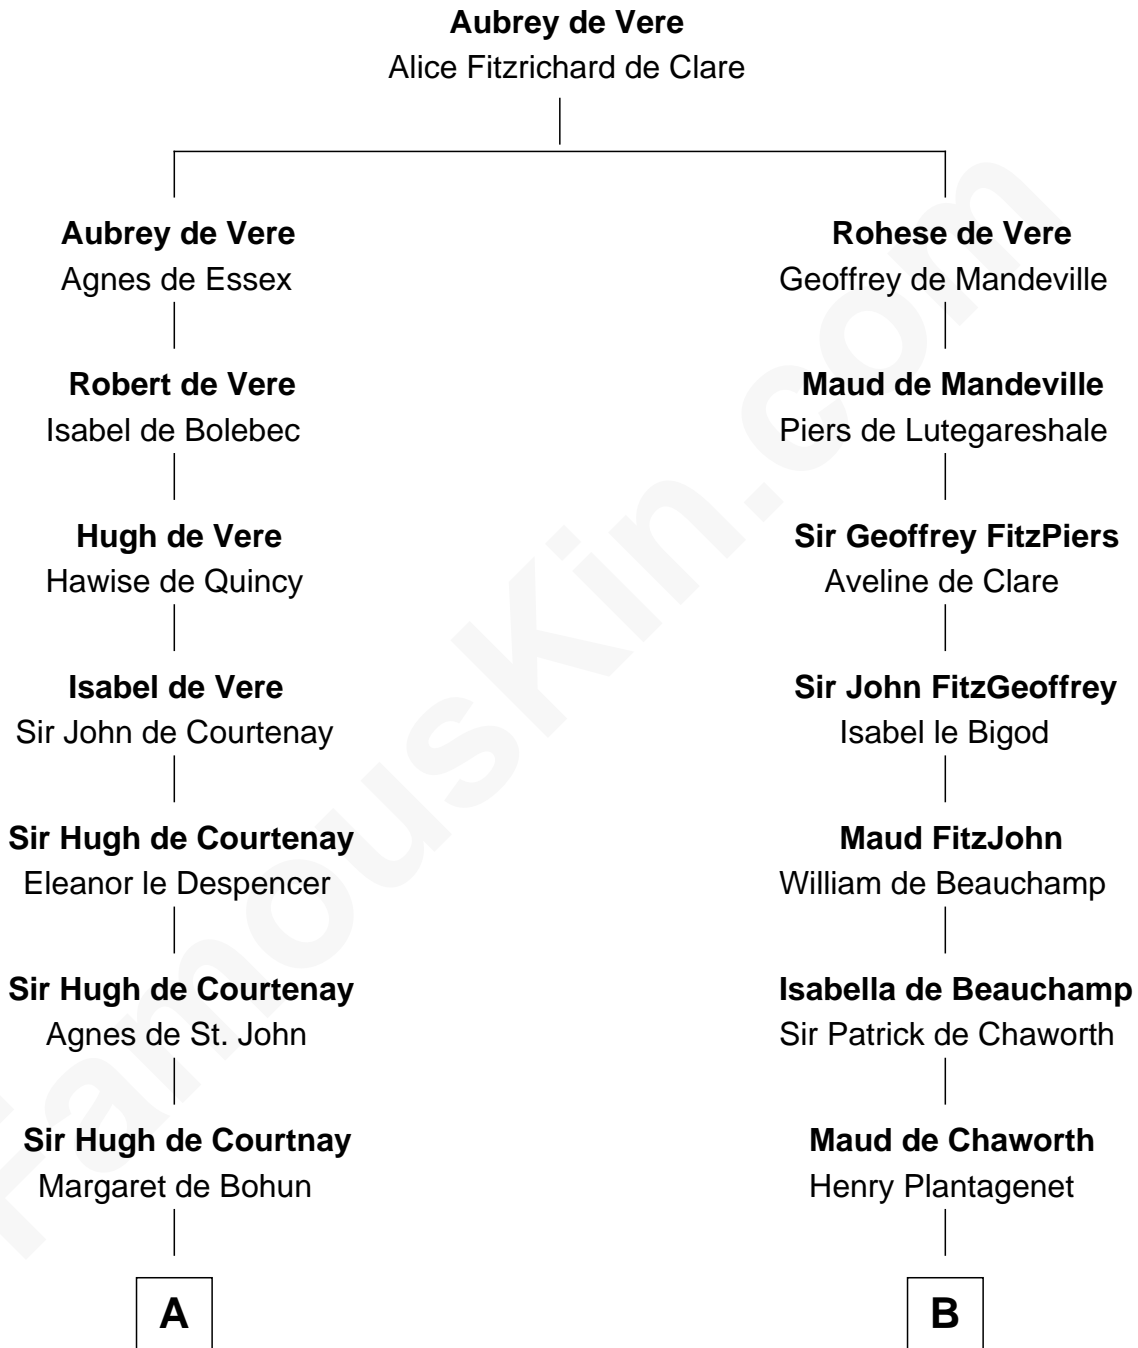 Aubrey de Vere
Alice Fitzrichard de Clare
Aubrey de Vere
Agnes de Essex
Robert de Vere
Isabel de Bolebec
Hugh de Vere
Hawise de Quincy
Isabel de Vere
Sir John de Courtenay
Sir Hugh de Courtenay
Eleanor le Despencer
Sir Hugh de Courtenay
Agnes de St. John
Sir Hugh de Courtnay
Margaret de Bohun
A
Rohese de Vere
Geoffrey de Mandeville
Maud de Mandeville
Piers de Lutegareshale
Sir Geoffrey FitzPiers
Aveline de Clare
Sir John FitzGeoffrey
Isabel le Bigod
Maud FitzJohn
William de Beauchamp
Isabella de Beauchamp
Sir Patrick de Chaworth
Maud de Chaworth
Henry Plantagenet
B
FamousKin.com